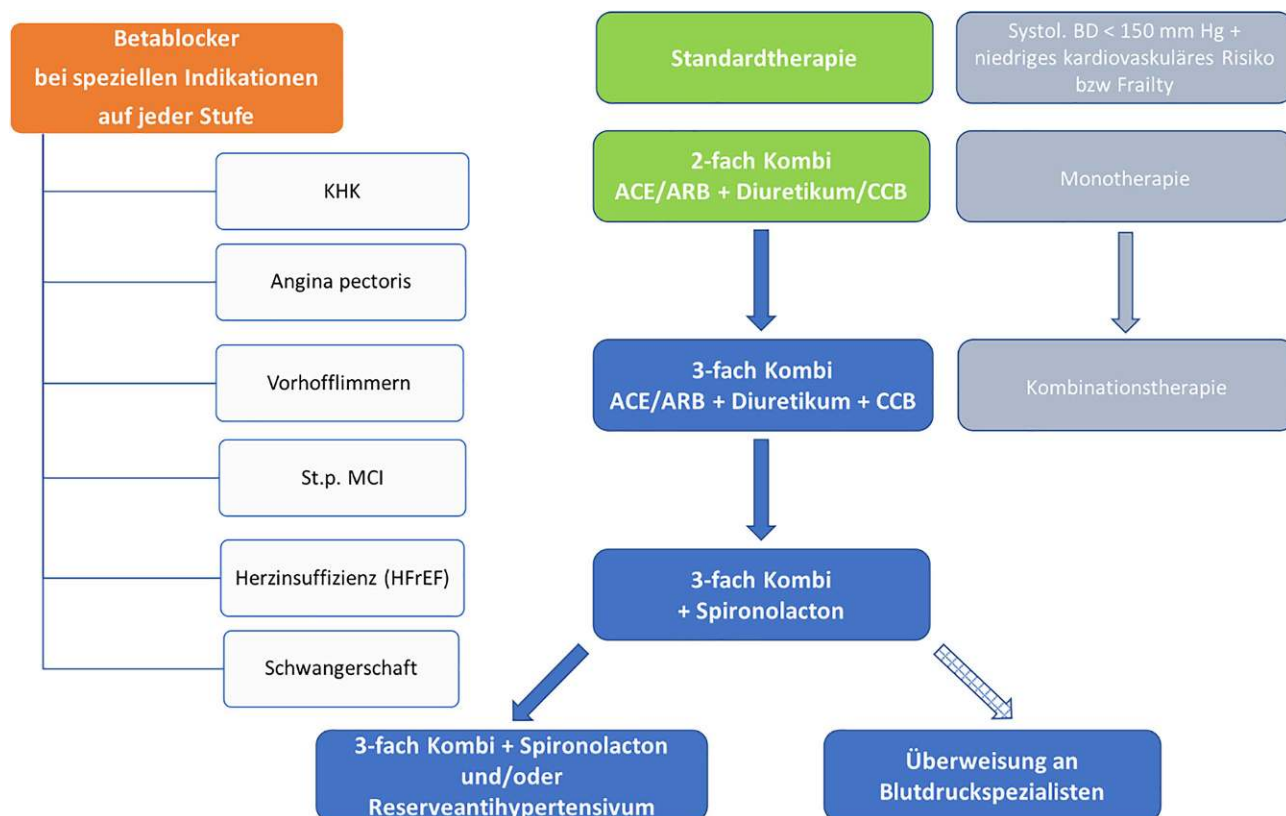 Betablocker
bei speziellen Indikationen
auf jeder Stufe
KHK
Angina pectoris
Vorhofflimmern
St.p. MCI
Herzinsuffizienz (HFrEF)
Schwangerschaft
Standardtherapie
2-fach Kombi
ACE/ARB + Diuretikum/CCB
3-fach Kombi
ACE/ARB + Diuretikum + CCB
3-fach Kombi
+ Spironolacton
3-fach Kombi + Spironolacton
und/oder
Reserveantihypertensivum
Überweisung an
Blutdruckspezialisten
Systol. BD < 150 mm Hg +
niedriges kardiovaskuläres Risiko
bzw Frailty
Monotherapie
Kombinationstherapie